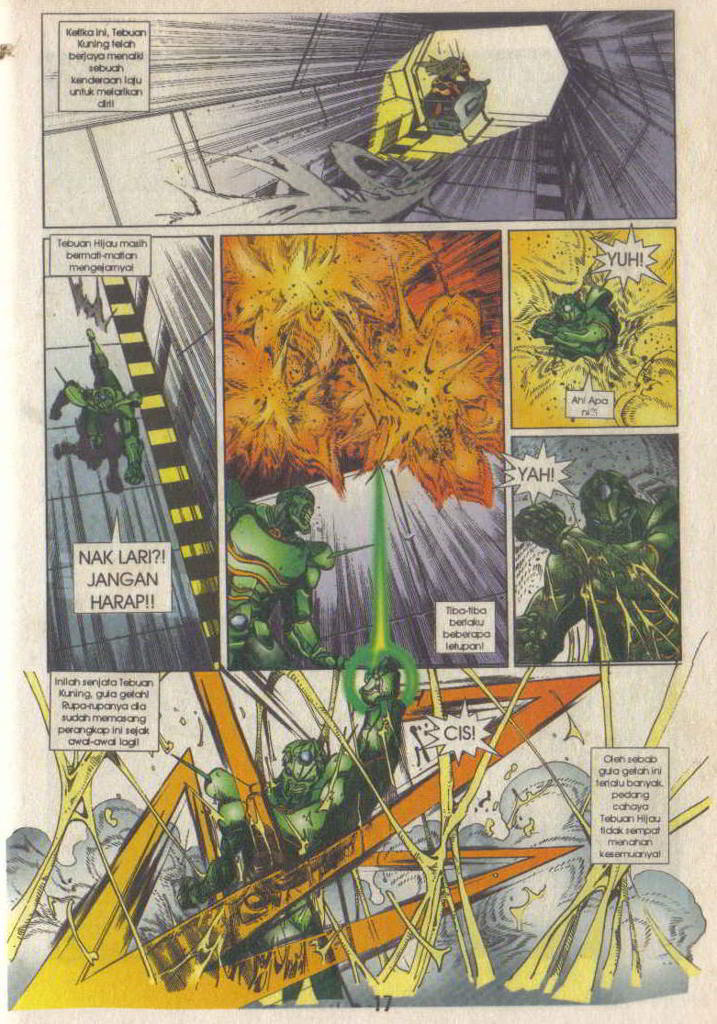 Ketika ini, Tebuan
Kuning telah
berjaya menaiki
sebuah
kenderaan laju
untuk melarikan
diri!
Tebuan Hijau masih
bermati-matian
mengejarnya!
NAK LARI?!
JANGAN
HARAP!!
Tiba-tiba
berlaku
beberapa
letupan!
YUH!
Ah! Apa
ni?
YAH!
Inilah senjata Tebuan
Kuning, gula getah!
Rupa-rupanya dia
sudah memasang
perangkap ini sejak
awal-awal lagi!
CIS!
Oleh sebab
gula getah ini
terlalu banyak,
pedang
cahaya
Tebuan Hijau
tidak sempat
menahan
kesemuanya!
17